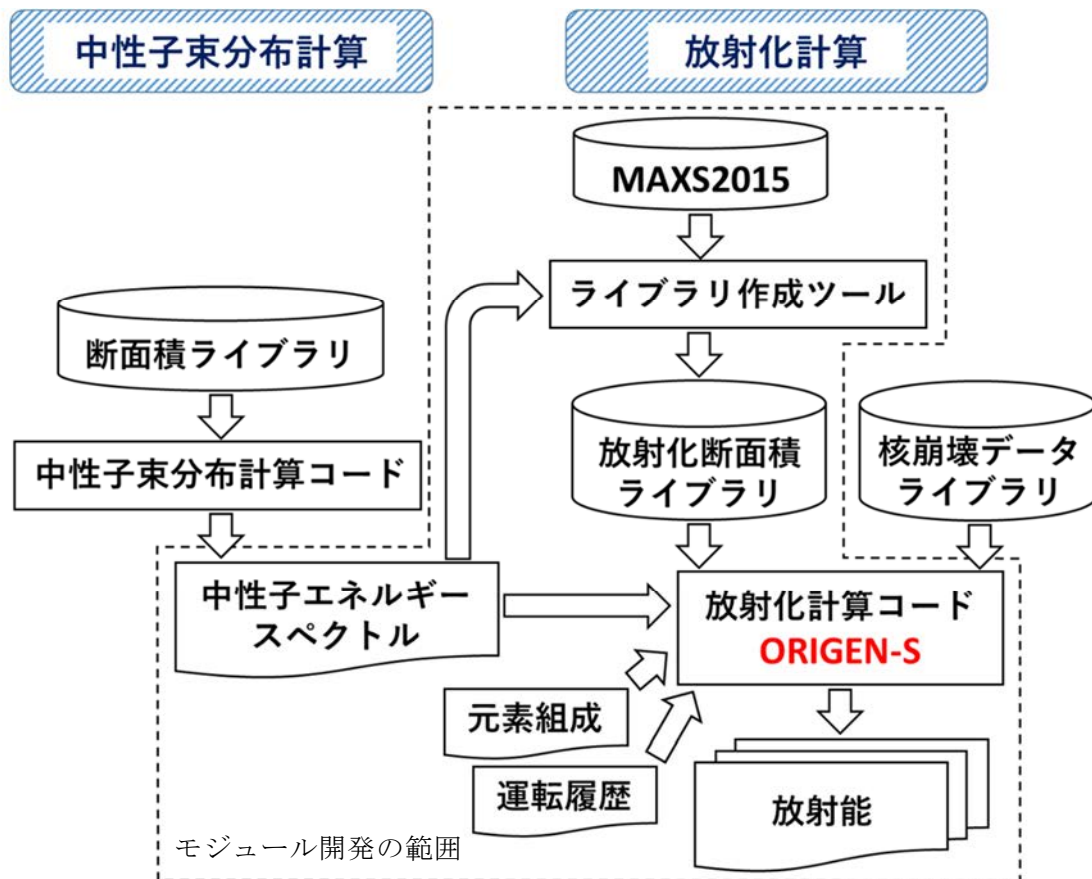 中性子束分布計算
放射化計算
MAXS2015
ライブラリ作成ツール
断面積ライブラリ
中性子束分布計算コード
放射化断面積
ライブラリ
核崩壊データ
ライブラリ
中性子エネルギー
スペクトル
放射化計算コード
ORIGEN-S
元素組成
運転履歴
放射能
モジュール開発の範囲